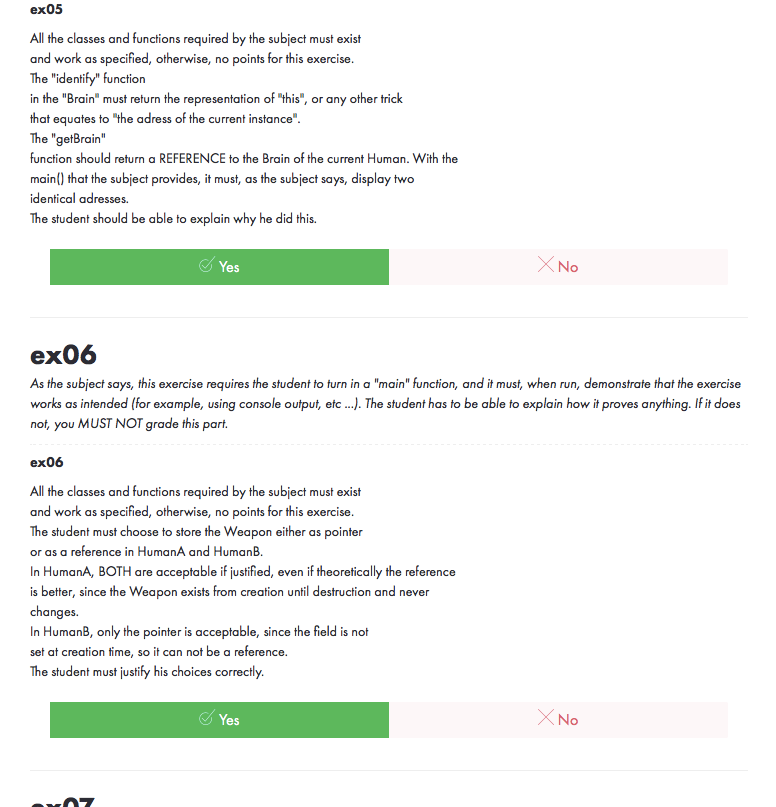 ex05
All the classes and functions required by the subject must exist
and work as specified, otherwise, no points for this exercise.
The "identify" function
in the "Brain" must return the representation of "this", or any other trick
that equates to "the adress of the current instance".
The "getBrain"
function should return a REFERENCE to the Brain of the current Human. With the
main() that the subject provides, it must, as the subject says, display two
identical adresses.
The student should be able to explain why he did this.
Yes
No
ex06
As the subject says, this exercise requires the student to turn in a "main" function, and it must, when run, demonstrate that the exercise
works as intended (for example, using console output, etc ...). The student has to be able to explain how it proves anything. If it does
not, you MUST NOT grade this part.
ex06
All the classes and functions required by the subject must exist
and work as specified, otherwise, no points for this exercise.
The student must choose to store the Weapon either as pointer
or as a reference in HumanA and HumanB.
In HumanA, BOTH are acceptable if justified, even if theoretically the reference
is better, since the Weapon exists from creation until destruction and never
changes.
In HumanB, only the pointer is acceptable, since the field is not
set at creation time, so it can not be a reference.
The student must justify his choices correctly.
Yes
No
ex07